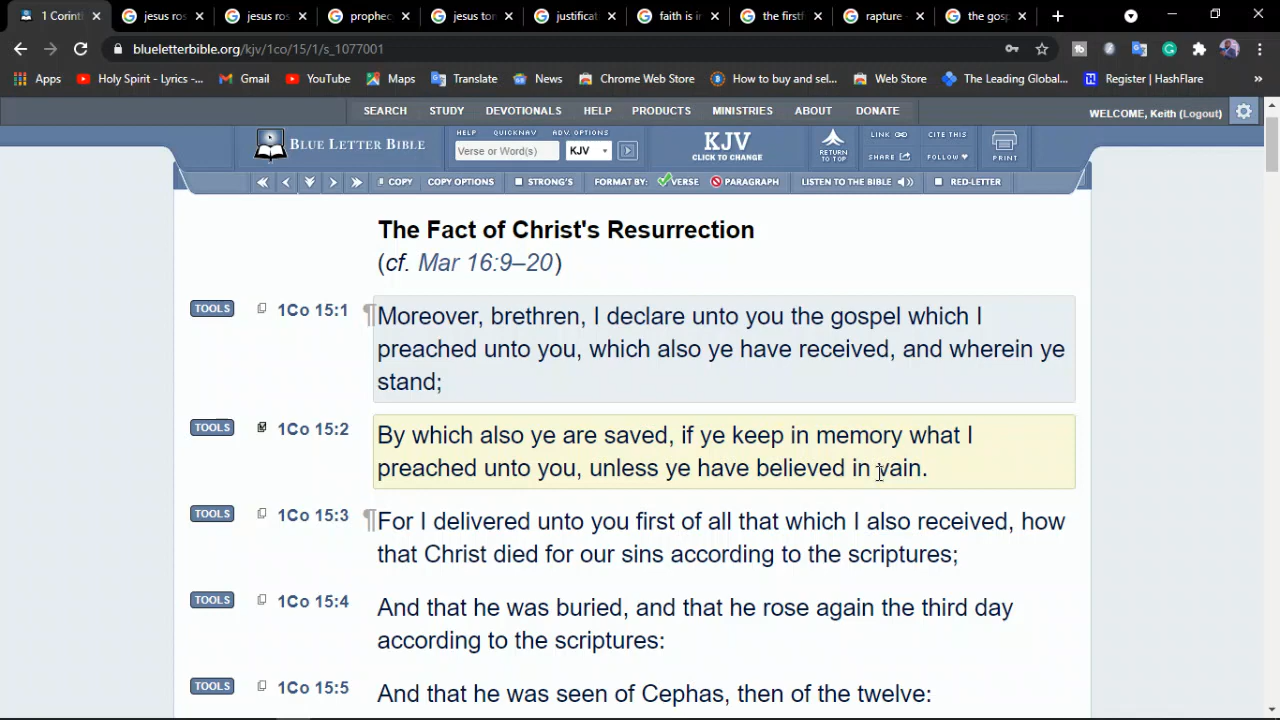 1 Corinth
jesus ros
jesus ros
prophec
jesus tor
justificat
faith is in
the firstf
rapture -
the gosp
blueletterbible.org/kjv/1co/15/1/s_1077001
Apps
Holy Spirit - Lyrics -...
Gmail
YouTube
Maps
Translate
News
Chrome Web Store
How to buy and sel...
Web Store
The Leading Global...
Register | HashFlare
»
SEARCH STUDY DEVOTIONALS HELP PRODUCTS MINISTRIES ABOUT DONATE
WELCOME, Keith (Logout)
BLUE LETTER BIBLE
HELP QUICKNAV ADV. OPTIONS
Verse or Word(s)
KJV
KJV
CLICK TO CHANGE
RETURN
TO TOP
LINK
CITE THIS
SHARE
FOLLOW
PRINT
COPY COPY OPTIONS STRONG'S FORMAT BY: VERSE PARAGRAPH LISTEN TO THE BIBLE RED-LETTER
The Fact of Christ's Resurrection
(cf. Mar 16:9–20)
TOOLS 1Co 15:1 ¶Moreover, brethren, I declare unto you the gospel which I
preached unto you, which also ye have received, and wherein ye
stand;
TOOLS 1Co 15:2 By which also ye are saved, if ye keep in memory what I
preached unto you, unless ye have believed in vain.
TOOLS 1Co 15:3 ¶For I delivered unto you first of all that which I also received, how
that Christ died for our sins according to the scriptures;
TOOLS 1Co 15:4 And that he was buried, and that he rose again the third day
according to the scriptures:
TOOLS 1Co 15:5 And that he was seen of Cephas, then of the twelve: